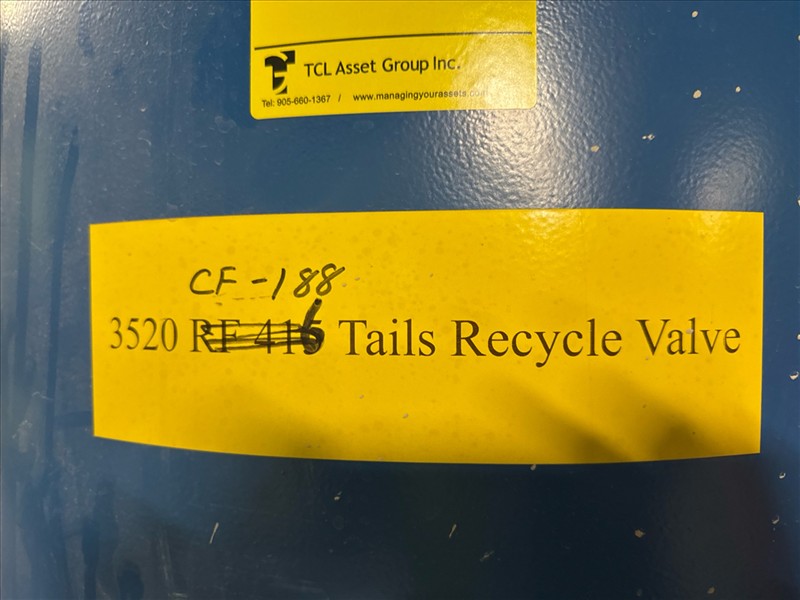 TCL Asset Group Inc.
Tel: 905-660-1367 / www.managingyourassets.com
CF-188
3520 RF 416 Tails Recycle Valve